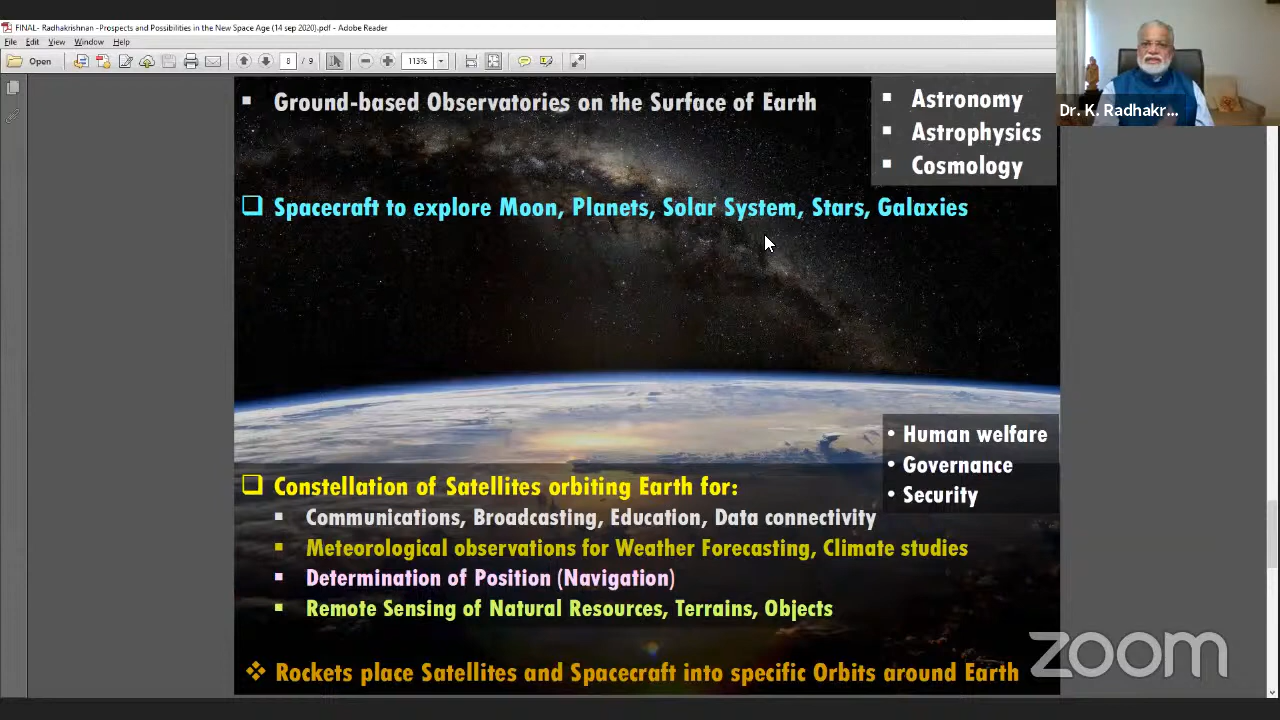 FINAL- Radhakrishnan -Prospects and Possibilities in the New Space Age (14 sep 2020).pdf - Adobe Reader
File Edit View Window Help
Open 8 / 9 113%
Dr. K. Radhakr...
▪ Ground-based Observatories on the Surface of Earth
▪ Astronomy
▪ Astrophysics
▪ Cosmology
❑ Spacecraft to explore Moon, Planets, Solar System, Stars, Galaxies
• Human welfare
• Governance
• Security
❑ Constellation of Satellites orbiting Earth for:
▪ Communications, Broadcasting, Education, Data connectivity
▪ Meteorological observations for Weather Forecasting, Climate studies
▪ Determination of Position (Navigation)
▪ Remote Sensing of Natural Resources, Terrains, Objects
❖ Rockets place Satellites and Spacecraft into specific Orbits around Earth
zoom